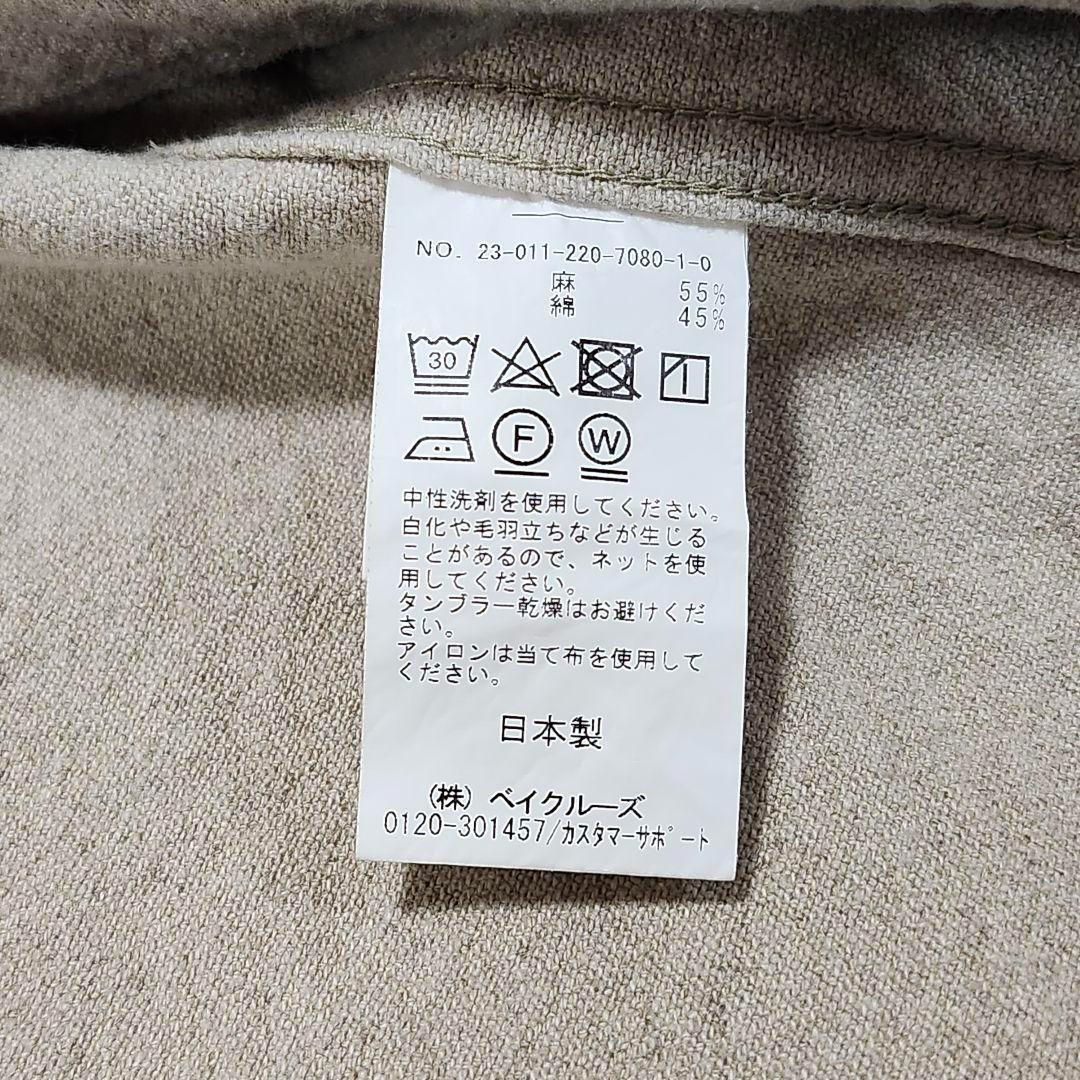 NO. 23-011-220-7080-1-0
麻 55%
綿 45%
30
F W
中性洗剤を使用してください。
白化や毛羽立ちなどが生じる
ことがあるので、ネットを使
用してください。
タンブラー乾燥はお避けくだ
さい。
アイロンは当て布を使用して
ください。
日本製
(株) ベイクルーズ
0120-301457/カスタマーサポート